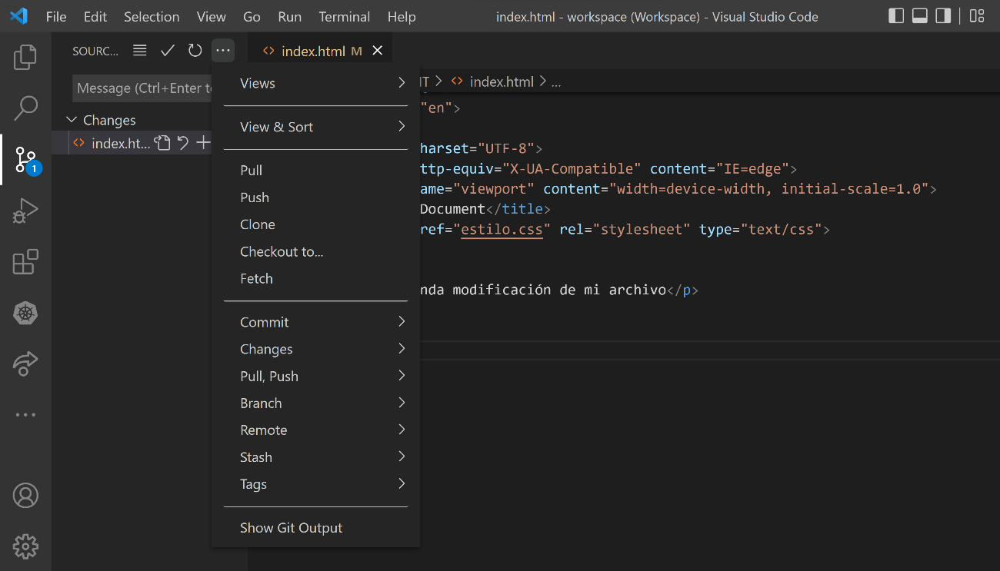 File Edit Selection View Go Run Terminal Help index.html - workspace (Workspace) - Visual Studio Code
SOURC...
index.html M
Message (Ctrl+Enter to
Changes
index.ht...
1
Views
View & Sort
Pull
Push
Clone
Checkout to...
Fetch
Commit
Changes
Pull, Push
Branch
Remote
Stash
Tags
Show Git Output
IT > <> index.html > ...
"en">
harset="UTF-8">
ttp-equiv="X-UA-Compatible" content="IE=edge">
ame="viewport" content="width=device-width, initial-scale=1.0">
Document</title>
ref="estilo.css" rel="stylesheet" type="text/css">
nda modificación de mi archivo</p>